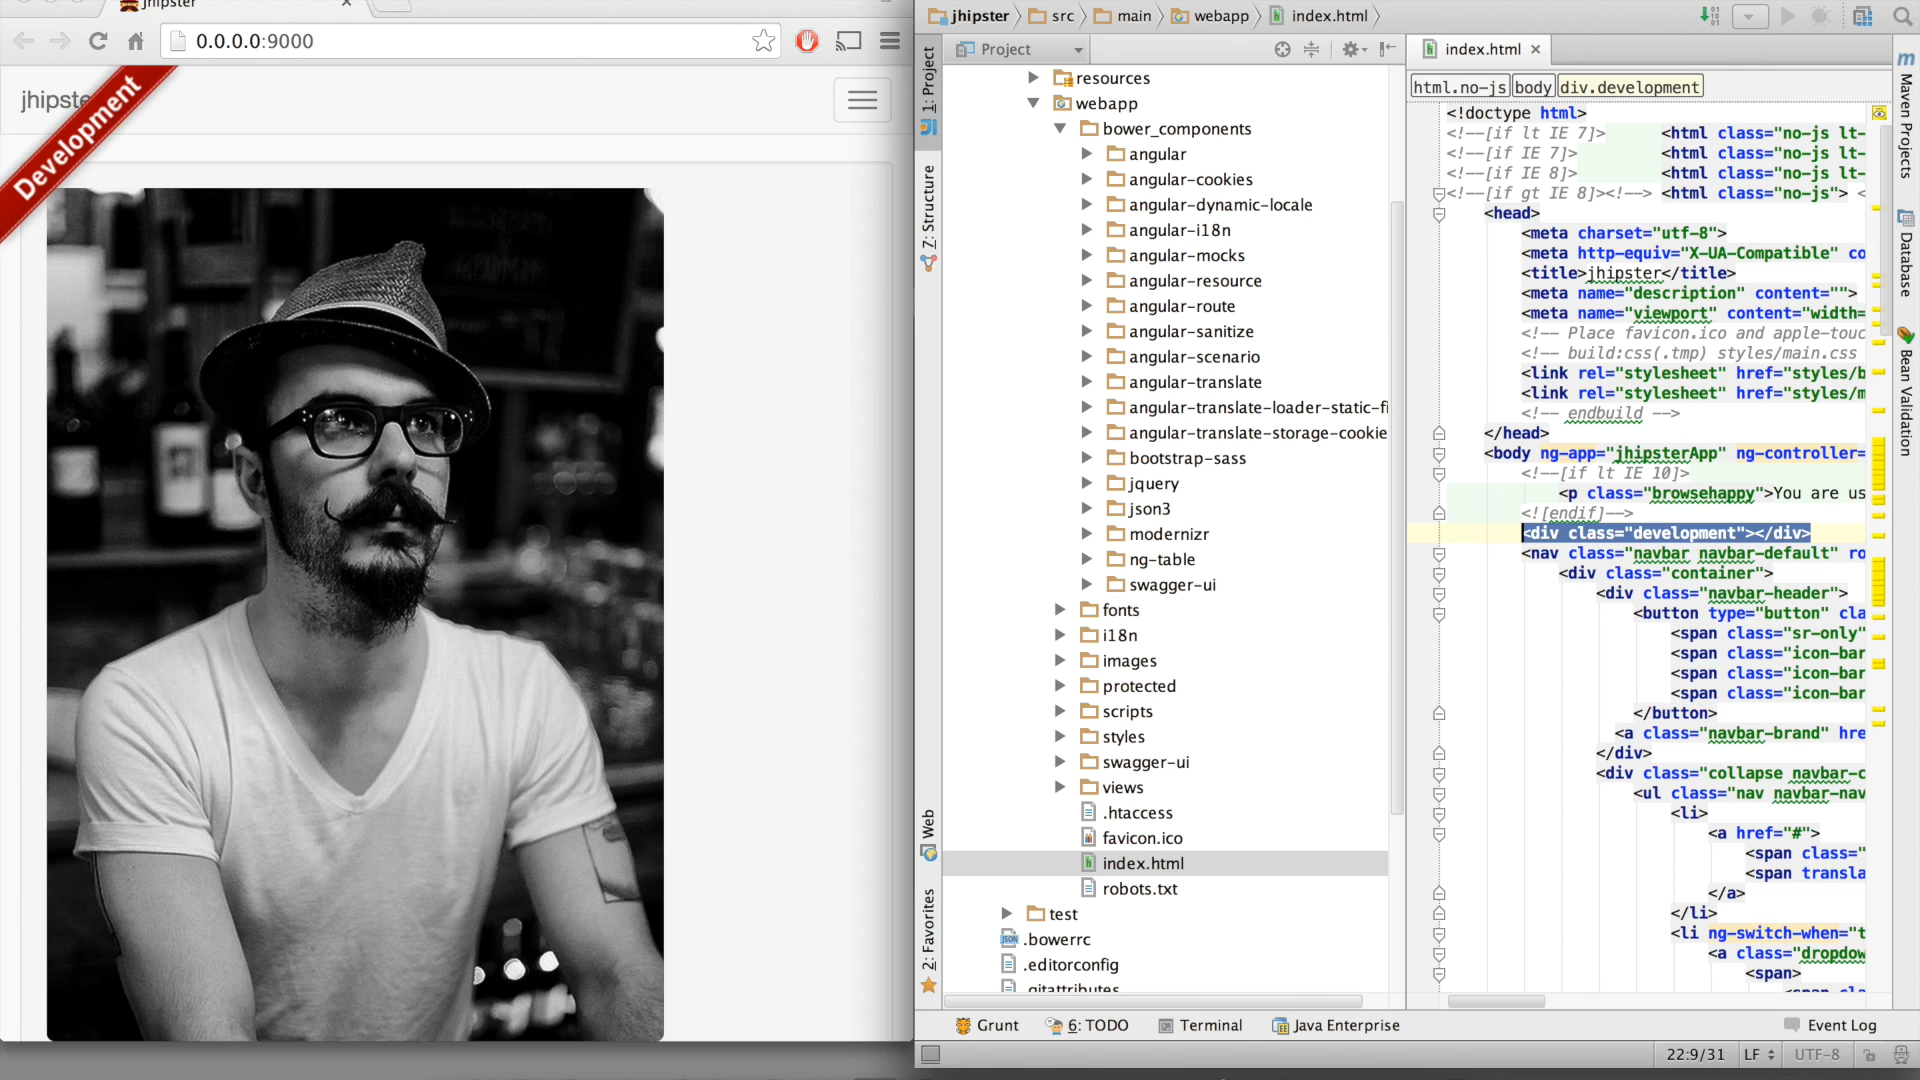 jhipster
0.0.0.0:9000
jhipste
Development
jhipster
src
main
webapp
index.html
Project
index.html
1: Project
7: Structure
Web
2: Favorites
resources
webapp
bower_components
angular
angular-cookies
angular-dynamic-locale
angular-i18n
angular-mocks
angular-resource
angular-route
angular-sanitize
angular-scenario
angular-translate
angular-translate-loader-static-fi
angular-translate-storage-cookie
bootstrap-sass
jquery
json3
modernizr
ng-table
swagger-ui
fonts
i18n
images
protected
scripts
styles
swagger-ui
views
.htaccess
favicon.ico
index.html
robots.txt
test
.bowerrc
.editorconfig
.gitattributes
html.no-js body div.development
<!doctype html>
<!--[if lt IE 7]> <html class="no-js lt-
<!--[if IE 7]> <html class="no-js lt-
<!--[if IE 8]> <html class="no-js lt-
<!--[if gt IE 8]><!--> <html class="no-js"> <
<head>
<meta charset="utf-8">
<meta http-equiv="X-UA-Compatible" co
<title>jhipster</title>
<meta name="description" content="">
<meta name="viewport" content="width=
<!-- Place favicon.ico and apple-touc
<!-- build:css(.tmp) styles/main.css
<link rel="stylesheet" href="styles/b
<link rel="stylesheet" href="styles/m
<!-- endbuild -->
</head>
<body ng-app="jhipsterApp" ng-controller=
<!--[if lt IE 10]>
<p class="browsehappy">You are us
<![endif]-->
<div class="development"></div>
<nav class="navbar navbar-default" ro
<div class="container">
<div class="navbar-header">
<button type="button" cla
<span class="sr-only"
<span class="icon-bar
<span class="icon-bar
<span class="icon-bar
</button>
<a class="navbar-brand" hre
</div>
<div class="collapse navbar-c
<ul class="nav navbar-nav
<li>
<a href="#">
<span class="
<span transla
</a>
</li>
<li ng-switch-when="t
<a class="dropdow
<span>
<span cla
Maven Projects
Database
Bean Validation
Grunt
6: TODO
Terminal
Java Enterprise
Event Log
22:9/31
LF
UTF-8